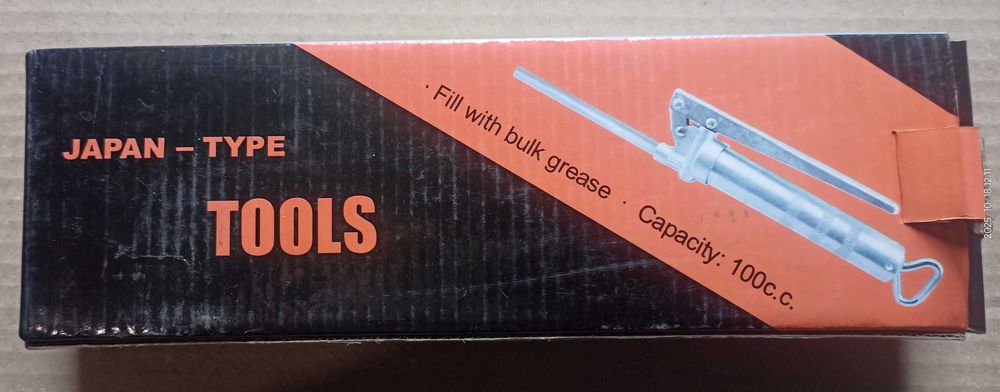 JAPAN – TYPE
TOOLS
· Fill with bulk grease · Capacity: 100c.c.
2025-10-18 12:11